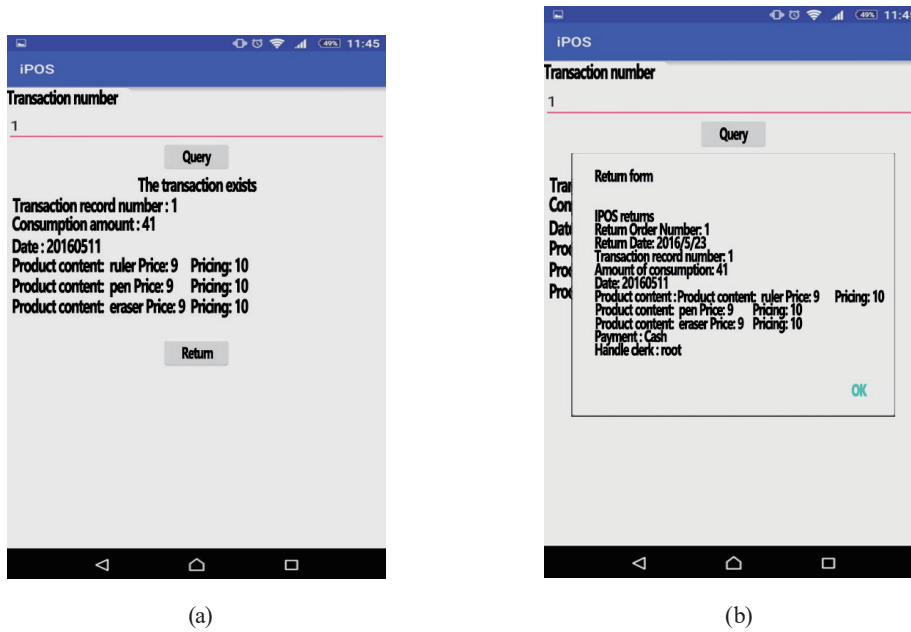 49% 11:45
iPOS
Transaction number
1
Query
The transaction exists
Transaction record number : 1
Consumption amount : 41
Date : 20160511
Product content: ruler Price: 9 Pricing: 10
Product content: pen Price: 9 Pricing: 10
Product content: eraser Price: 9 Pricing: 10
Return
(a)
49% 11:45
iPOS
Transaction number
1
Query
Return form
IPOS returns
Return Order Number: 1
Return Date: 2016/5/23
Transaction record number: 1
Amount of consumption: 41
Date: 20160511
Product content : Product content: ruler Price: 9 Pricing: 10
Product content: pen Price: 9 Pricing: 10
Product content: eraser Price: 9 Pricing: 10
Payment : Cash
Handle clerk : root
OK
(b)